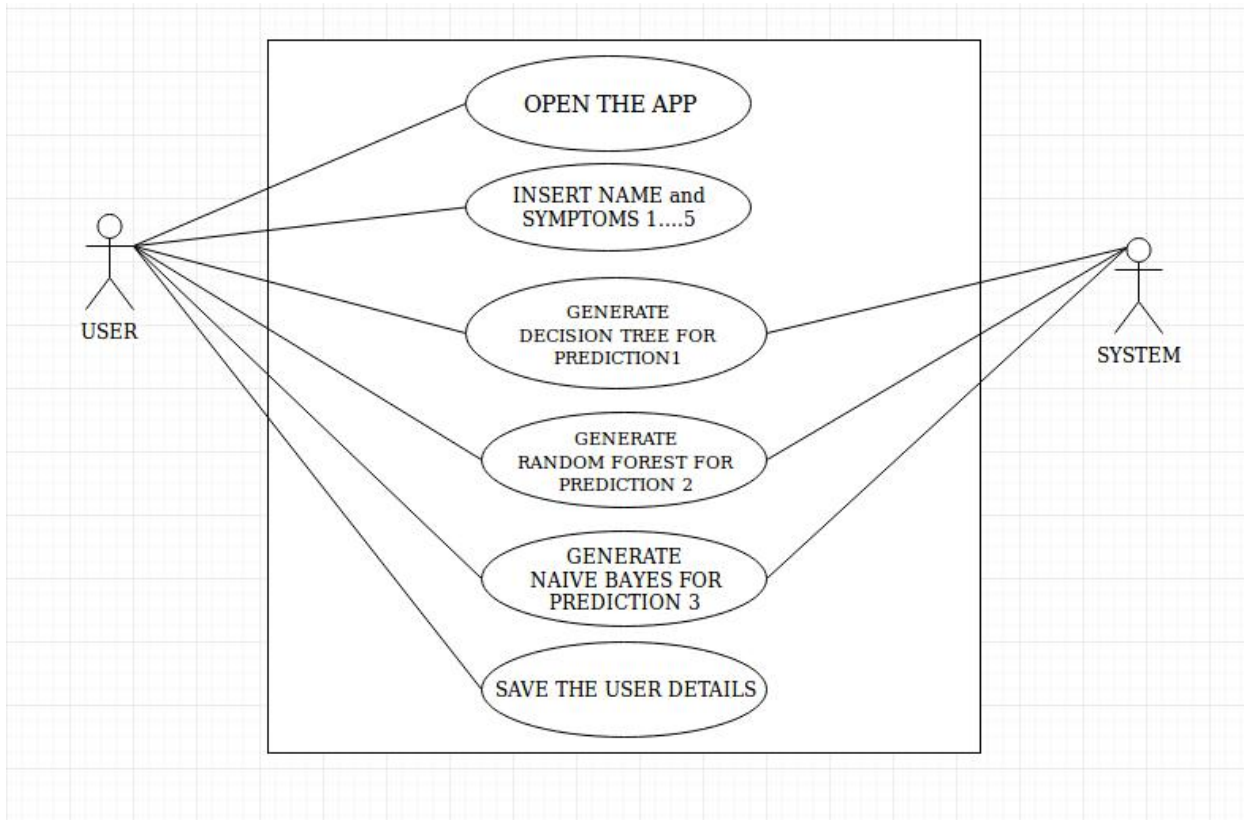 OPEN THE APP
INSERT NAME and
SYMPTOMS 1....5
USER
GENERATE
DECISION TREE FOR
PREDICTION1
SYSTEM
GENERATE
RANDOM FOREST FOR
PREDICTION 2
GENERATE
NAIVE BAYES FOR
PREDICTION 3
SAVE THE USER DETAILS